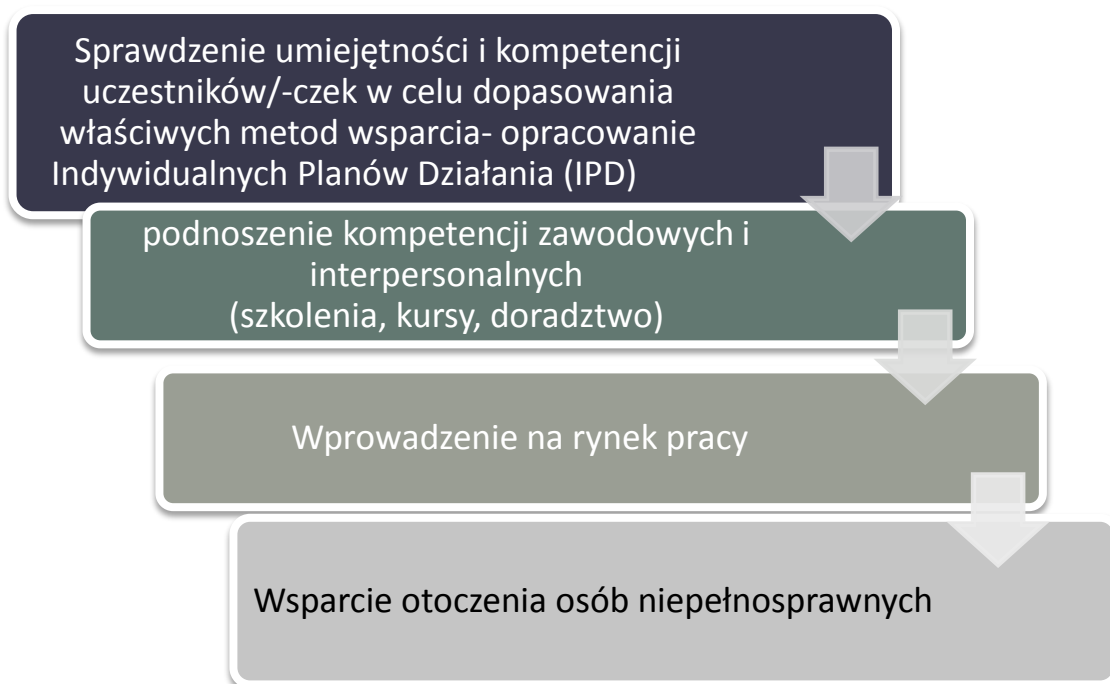 Sprawdzenie umiejętności i kompetencji
uczestników/-czek w celu dopasowania
właściwych metod wsparcia- opracowanie
Indywidualnych Planów Działania (IPD)
podnoszenie kompetencji zawodowych i
interpersonalnych
(szkolenia, kursy, doradztwo)
Wprowadzenie na rynek pracy
Wsparcie otoczenia osób niepełnosprawnych